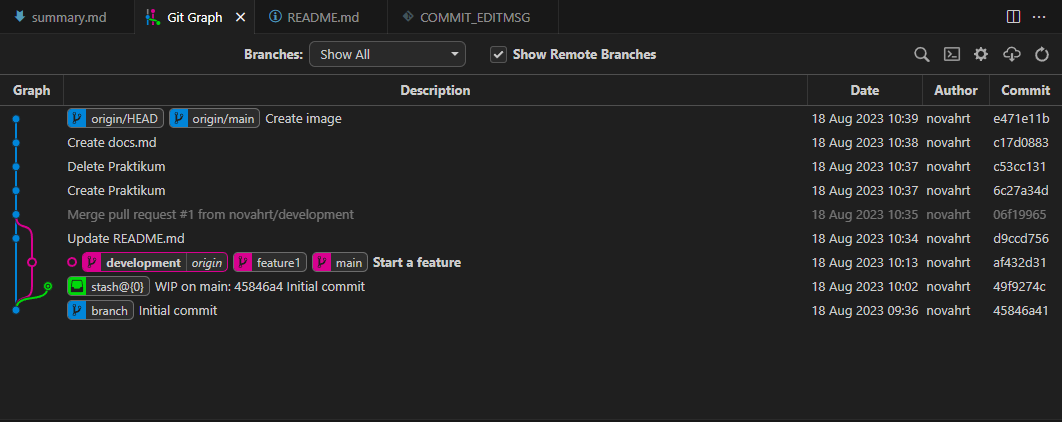 summary.md Git Graph README.md COMMIT_EDITMSG
Branches: Show All Show Remote Branches
Graph Description Date Author Commit
origin/HEAD origin/main Create image 18 Aug 2023 10:39 novahrt e471e11b
Create docs.md 18 Aug 2023 10:38 novahrt c17d0883
Delete Praktikum 18 Aug 2023 10:37 novahrt c53cc131
Create Praktikum 18 Aug 2023 10:37 novahrt 6c27a34d
Merge pull request #1 from novahrt/development 18 Aug 2023 10:35 novahrt 06f19965
Update README.md 18 Aug 2023 10:34 novahrt d9ccd756
development origin feature1 main Start a feature 18 Aug 2023 10:13 novahrt af432d31
stash@{0} WIP on main: 45846a4 Initial commit 18 Aug 2023 10:02 novahrt 49f9274c
branch Initial commit 18 Aug 2023 09:36 novahrt 45846a41